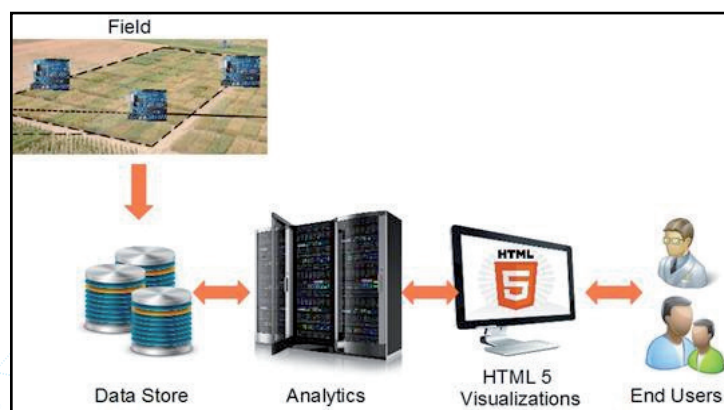 Field
HTML
5
Data Store
Analytics
HTML 5
Visualizations
End Users